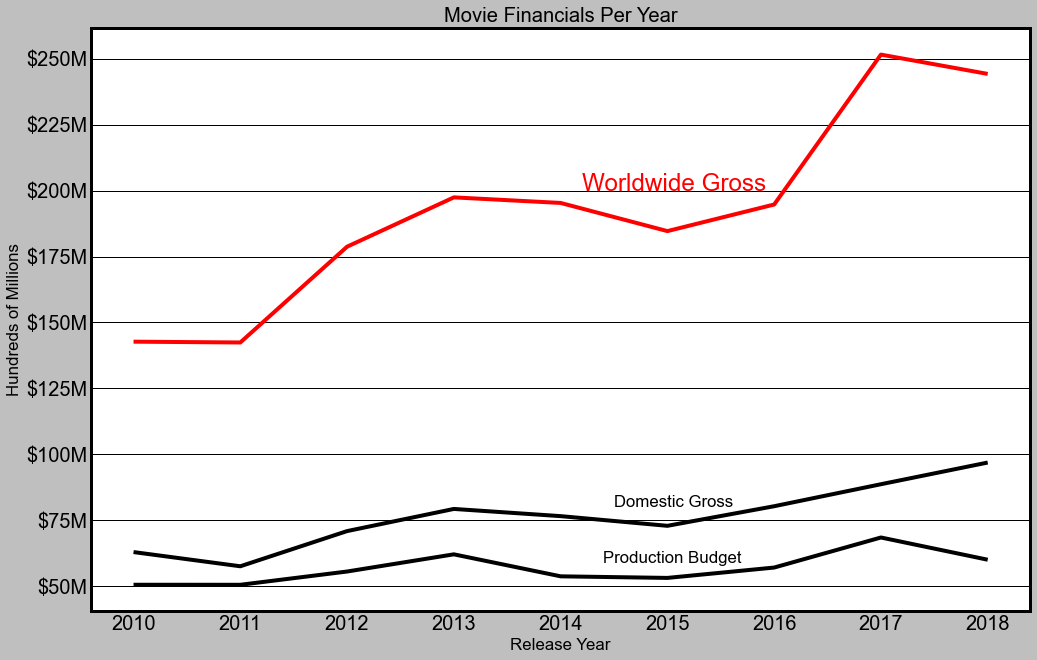 Movie Financials Per Year
$250M
$225M
$200M
$175M
$150M
$125M
$100M
$75M
$50M
Hundreds of Millions
Worldwide Gross
Domestic Gross
Production Budget
2010 2011 2012 2013 2014 2015 2016 2017 2018
Release Year